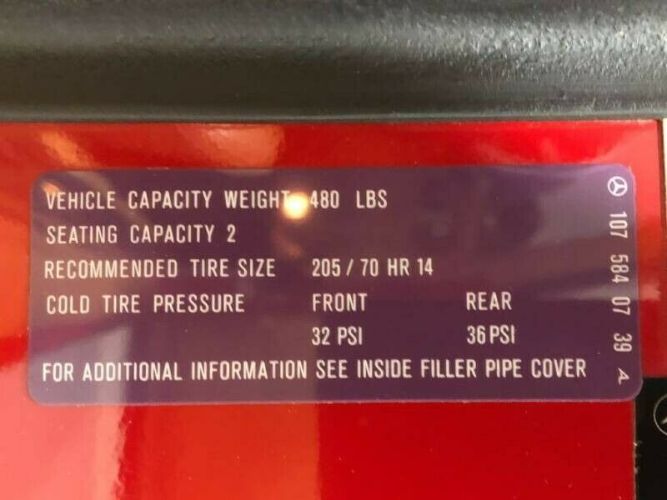 VEHICLE CAPACITY WEIGHT 480 LBS
SEATING CAPACITY 2
RECOMMENDED TIRE SIZE 205 / 70 HR 14
COLD TIRE PRESSURE FRONT REAR
32 PSI 36 PSI
FOR ADDITIONAL INFORMATION SEE INSIDE FILLER PIPE COVER
107 584 07 39 A